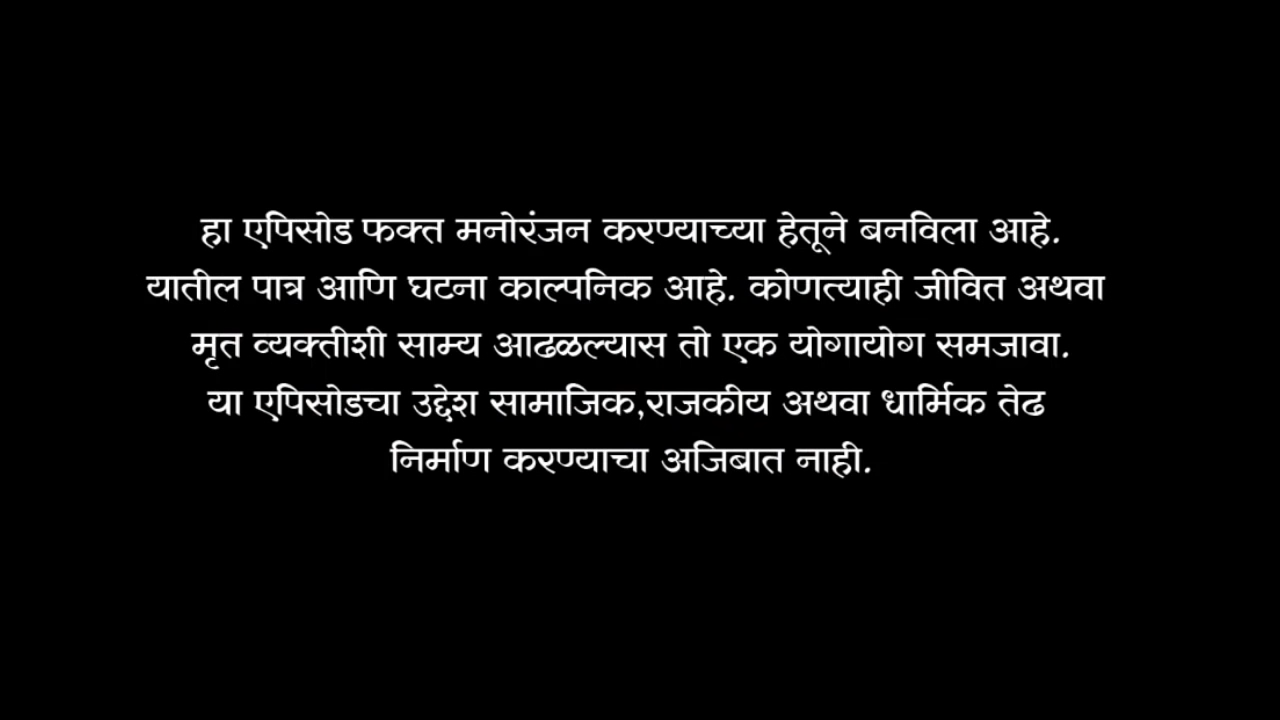 हा एपिसोड फक्त मनोरंजन करण्याच्या हेतूने बनविला आहे.
यातील पात्र आणि घटना काल्पनिक आहे. कोणत्याही जीवित अथवा
मृत व्यक्तीशी साम्य आढळल्यास तो एक योगायोग समजावा.
या एपिसोडचा उद्देश सामाजिक,राजकीय अथवा धार्मिक तेढ
निर्माण करण्याचा अजिबात नाही.